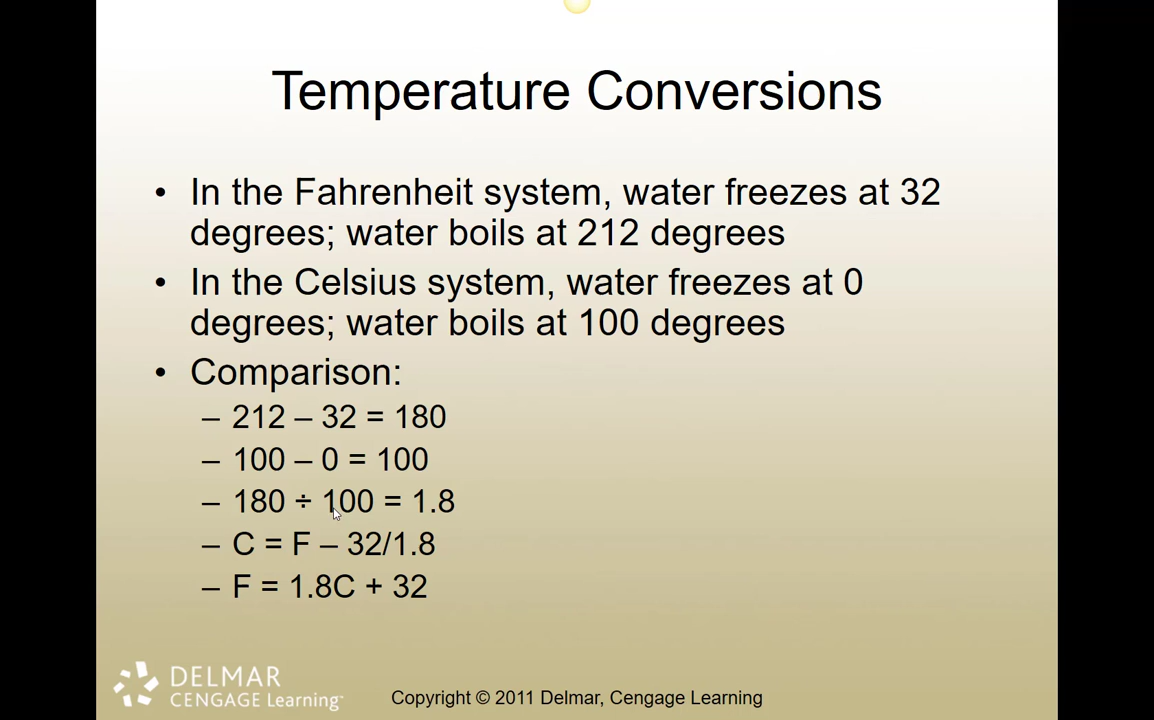 Temperature Conversions
• In the Fahrenheit system, water freezes at 32
degrees; water boils at 212 degrees
• In the Celsius system, water freezes at 0
degrees; water boils at 100 degrees
• Comparison:
– 212 – 32 = 180
– 100 – 0 = 100
– 180 ÷ 100 = 1.8
– C = F – 32/1.8
– F = 1.8C + 32
DELMAR
CENGAGE Learning™
Copyright © 2011 Delmar, Cengage Learning